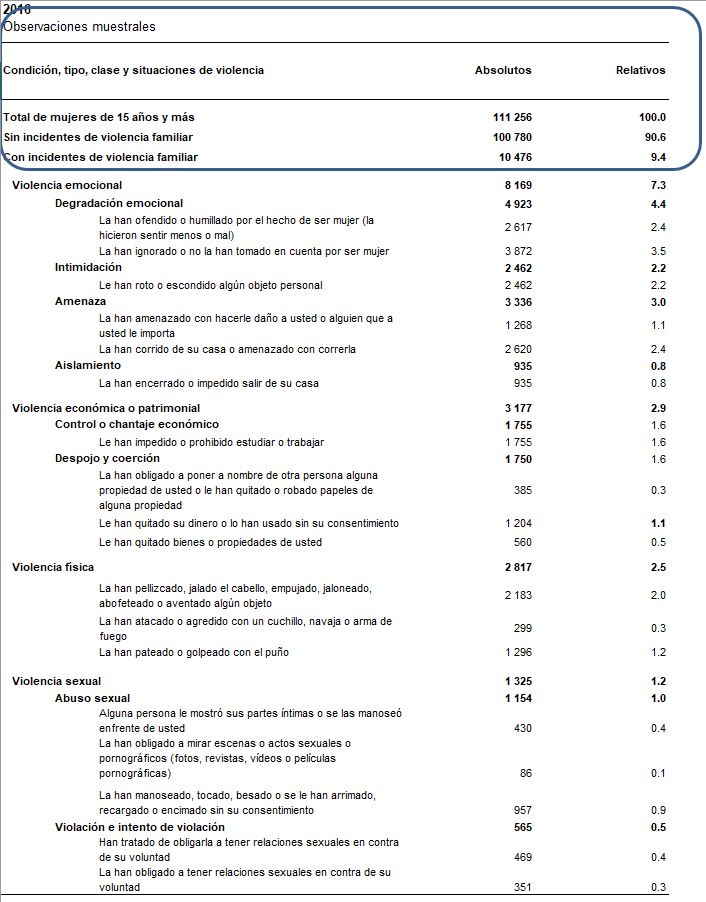 2016
Observaciones muestrales
Condición, tipo, clase y situaciones de violencia Absolutos Relativos
Total de mujeres de 15 años y más 111 256 100.0
Sin incidentes de violencia familiar 100 780 90.6
Con incidentes de violencia familiar 10 476 9.4
Violencia emocional 8 169 7.3
Degradación emocional 4 923 4.4
La han ofendido o humillado por el hecho de ser mujer (la
hicieron sentir menos o mal) 2 617 2.4
La han ignorado o no la han tomado en cuenta por ser mujer 3 872 3.5
Intimidación 2 462 2.2
Le han roto o escondido algún objeto personal 2 462 2.2
Amenaza 3 336 3.0
La han amenazado con hacerle daño a usted o alguien que a
usted le importa 1 268 1.1
La han corrido de su casa o amenazado con correrla 2 620 2.4
Aislamiento 935 0.8
La han encerrado o impedido salir de su casa 935 0.8
Violencia económica o patrimonial 3 177 2.9
Control o chantaje económico 1 755 1.6
Le han impedido o prohibido estudiar o trabajar 1 755 1.6
Despojo y coerción 1 750 1.6
La han obligado a poner a nombre de otra persona alguna
propiedad de usted o le han quitado o robado papeles de
alguna propiedad 385 0.3
Le han quitado su dinero o lo han usado sin su consentimiento 1 204 1.1
Le han quitado bienes o propiedades de usted 560 0.5
Violencia física 2 817 2.5
La han pellizcado, jalado el cabello, empujado, jaloneado,
abofeteado o aventado algún objeto 2 183 2.0
La han atacado o agredido con un cuchillo, navaja o arma de
fuego 299 0.3
La han pateado o golpeado con el puño 1 296 1.2
Violencia sexual 1 325 1.2
Abuso sexual 1 154 1.0
Alguna persona le mostró sus partes íntimas o se las manoseó
enfrente de usted 430 0.4
La han obligado a mirar escenas o actos sexuales o
pornográficos (fotos, revistas, vídeos o películas
pornográficas) 86 0.1
La han manoseado, tocado, besado o se le han arrimado,
recargado o encimado sin su consentimiento 957 0.9
Violación e intento de violación 565 0.5
Han tratado de obligarla a tener relaciones sexuales en contra
de su voluntad 469 0.4
La han obligado a tener relaciones sexuales en contra de su
voluntad 351 0.3